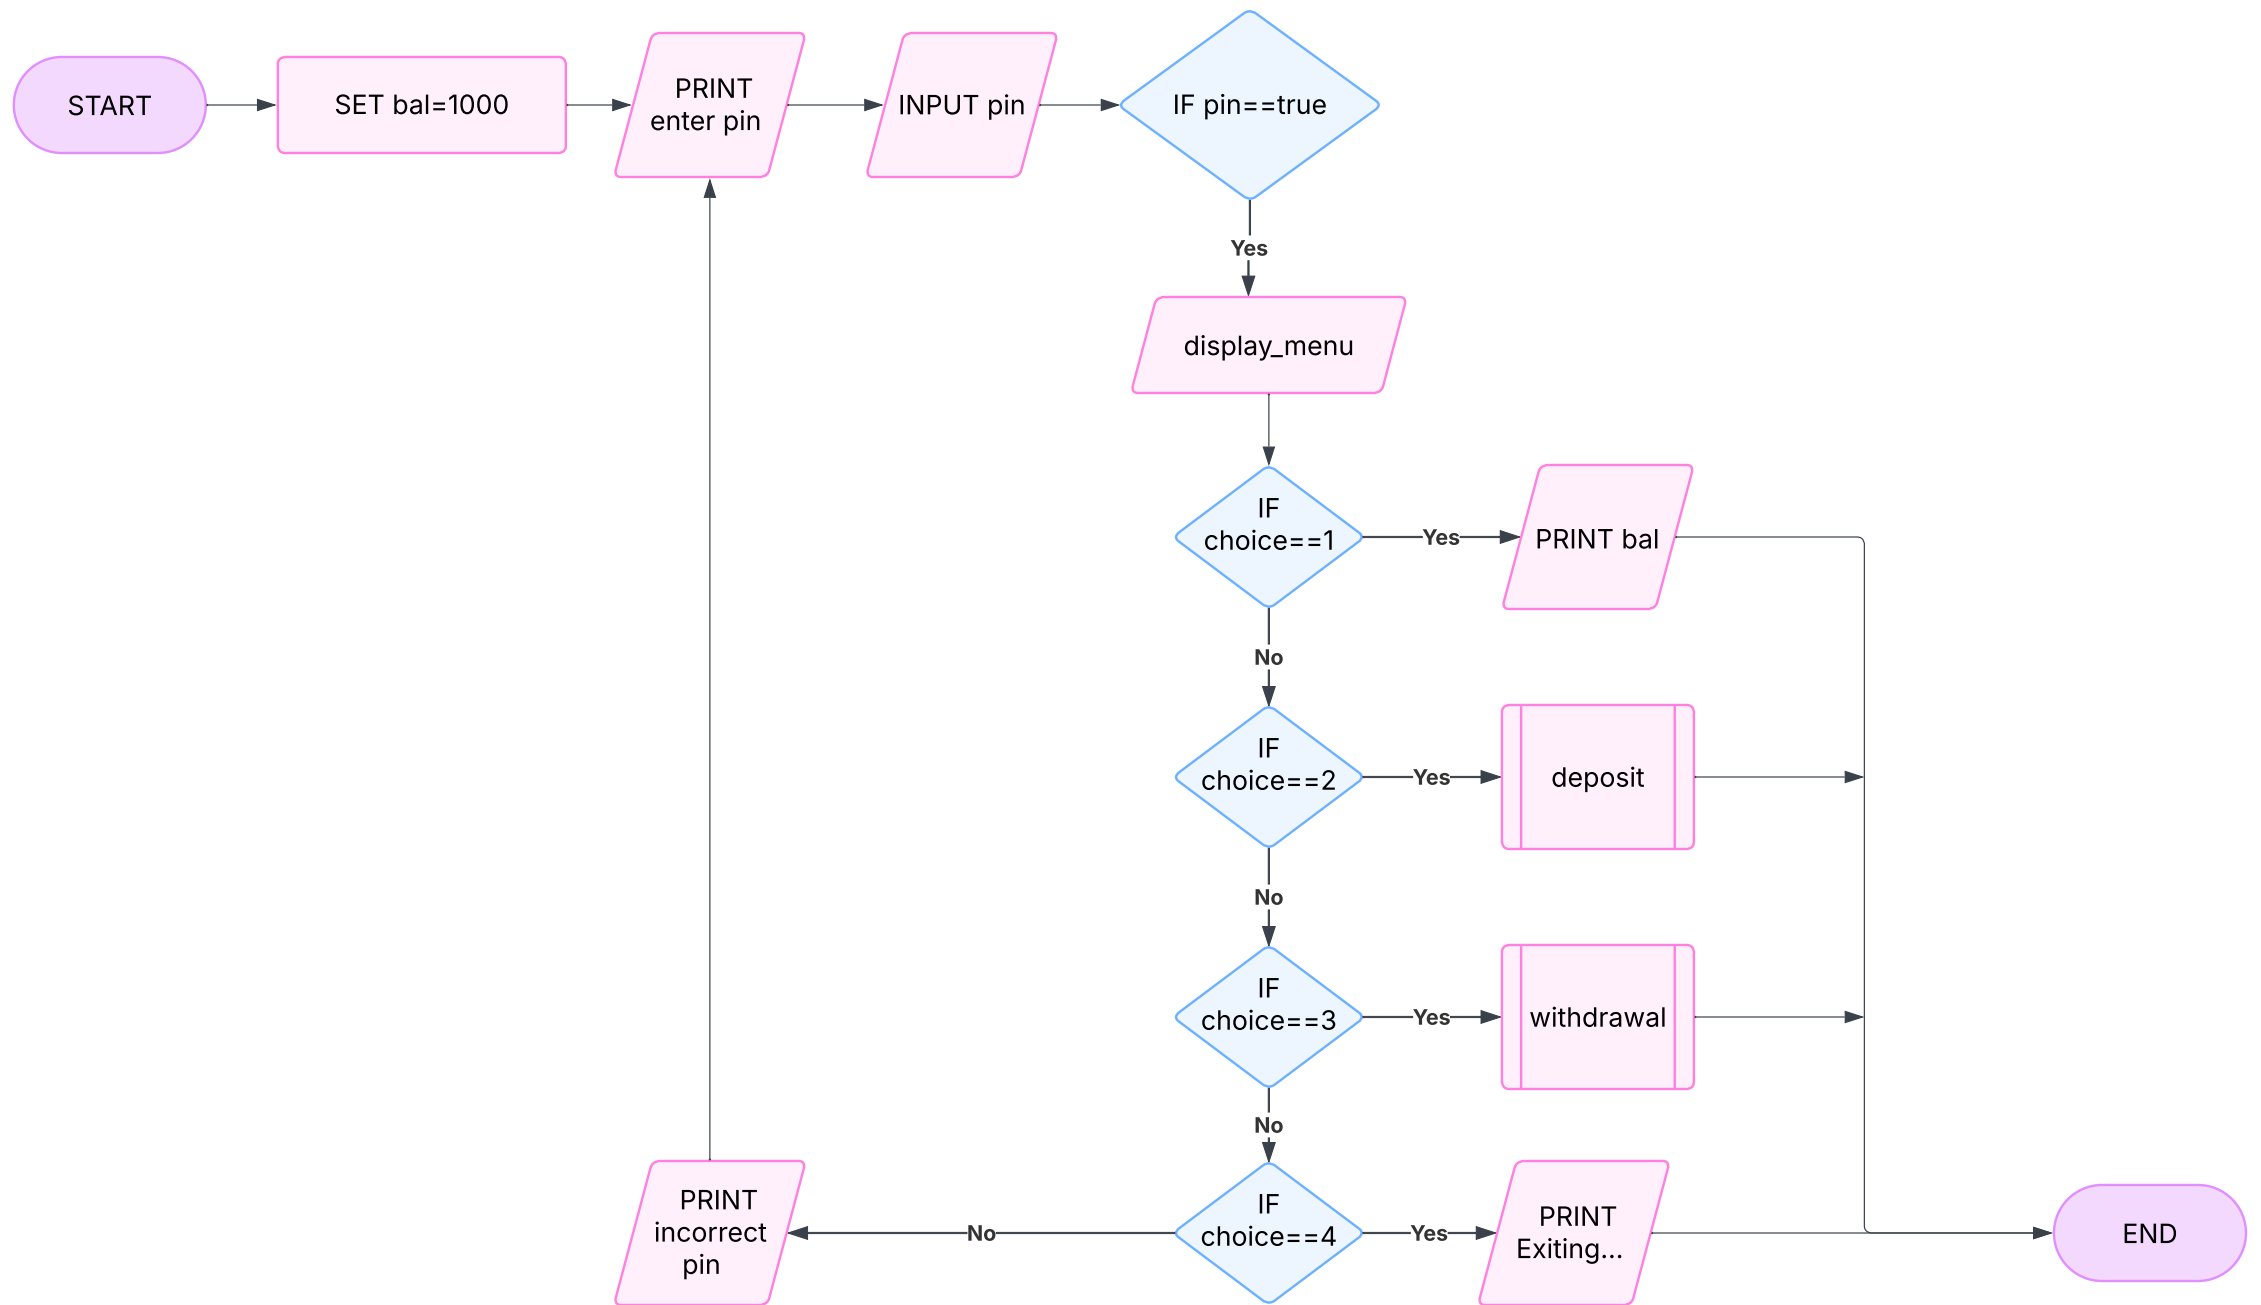 START
SET bal=1000
PRINT
enter pin
INPUT pin
IF pin==true
Yes
display_menu
IF
choice==1
Yes
PRINT bal
No
IF
choice==2
Yes
deposit
No
IF
choice==3
Yes
withdrawal
No
PRINT
incorrect
pin
No
IF
choice==4
Yes
PRINT
Exiting...
END